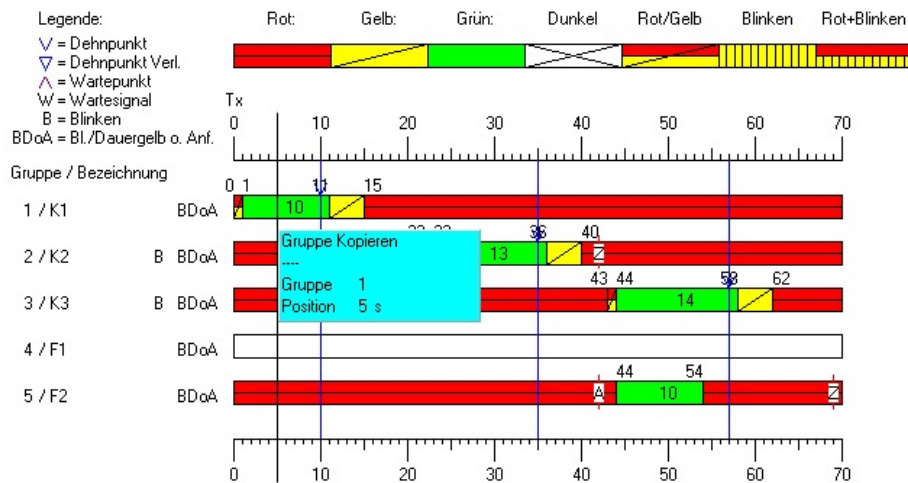 Legende:
V = Dehnpunkt
∇ = Dehnpunkt Verl.
Λ = Wartepunkt
W = Wartesignal
B = Blinken
BDoA = Bl./Dauergelb o. Anf.
Rot: Gelb: Grün: Dunkel Rot/Gelb Blinken Rot+Blinken
Tx
0 10 20 30 40 50 60 70
Gruppe / Bezeichnung
0 1 15
1 / K1 BDoA 10
40
2 / K2 B BDoA 13 Z
Gruppe Kopieren
----
Gruppe 1
Position 5 s
43 44 62
3 / K3 B BDoA 14
4 / F1 BDoA
44 54
5 / F2 BDoA A 10 Z
0 10 20 30 40 50 60 70